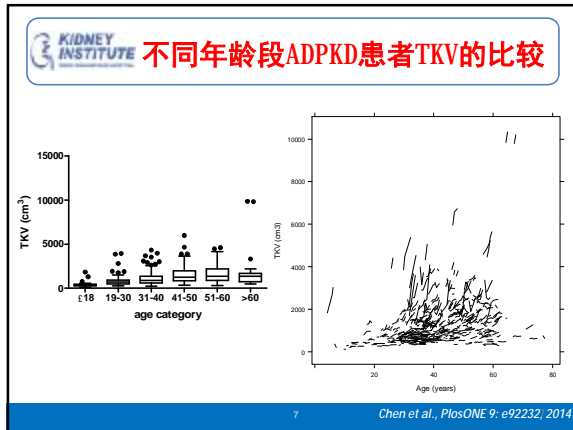 KIDNEY
INSTITUTE
不同年龄段ADPKD患者TKV的比较
15000
10000
5000
0
TKV (cm³)
£18 19-30 31-40 41-50 51-60 >60
age category
10000
8000
6000
4000
2000
0
TKV (cm3)
20 40 60 80
Age (years)
7
Chen et al., PlosONE 9: e92232, 2014